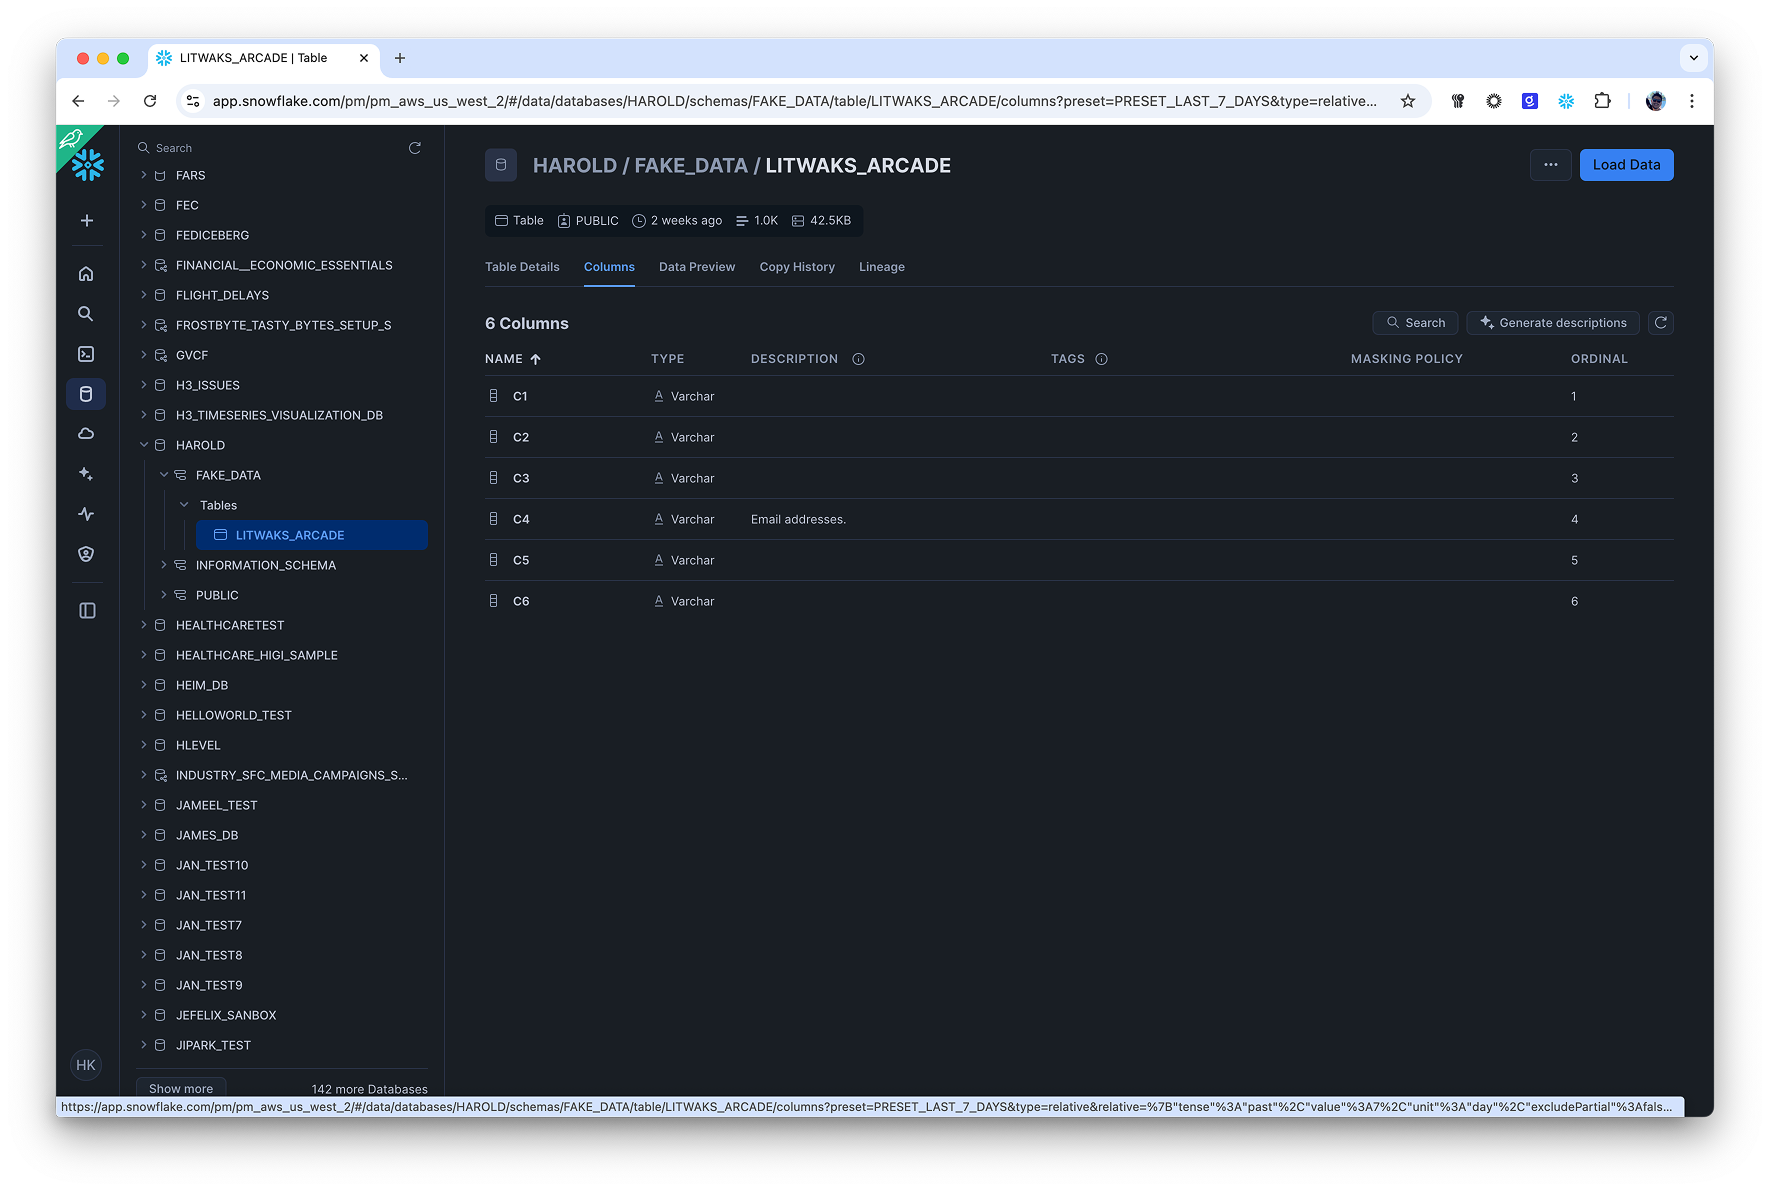 LITWAKS_ARCADE | Table
app.snowflake.com/pm/pm_aws_us_west_2/#/data/databases/HAROLD/schemas/FAKE_DATA/table/LITWAKS_ARCADE/columns?preset=PRESET_LAST_7_DAYS&type=relative...
Search
FARS
FEC
FEDICEBERG
FINANCIAL__ECONOMIC_ESSENTIALS
FLIGHT_DELAYS
FROSTBYTE_TASTY_BYTES_SETUP_S
GVCF
H3_ISSUES
H3_TIMESERIES_VISUALIZATION_DB
HAROLD
FAKE_DATA
Tables
LITWAKS_ARCADE
INFORMATION_SCHEMA
PUBLIC
HEALTHCARETEST
HEALTHCARE_HIGI_SAMPLE
HEIM_DB
HELLOWORLD_TEST
HLEVEL
INDUSTRY_SFC_MEDIA_CAMPAIGNS_S...
JAMEEL_TEST
JAMES_DB
JAN_TEST10
JAN_TEST11
JAN_TEST7
JAN_TEST8
JAN_TEST9
JEFELIX_SANBOX
JIPARK_TEST
Show more 142 more Databases
HK
HAROLD / FAKE_DATA / LITWAKS_ARCADE
... Load Data
Table PUBLIC 2 weeks ago 1.0K 42.5KB
Table Details Columns Data Preview Copy History Lineage
6 Columns Search Generate descriptions
NAME TYPE DESCRIPTION TAGS MASKING POLICY ORDINAL
C1 A Varchar 1
C2 A Varchar 2
C3 A Varchar 3
C4 A Varchar Email addresses. 4
C5 A Varchar 5
C6 A Varchar 6
https://app.snowflake.com/pm/pm_aws_us_west_2/#/data/databases/HAROLD/schemas/FAKE_DATA/table/LITWAKS_ARCADE/columns?preset=PRESET_LAST_7_DAYS&type=relative&relative=%7B"tense"%3A"past"%2C"value"%3A7%2C"unit"%3A"day"%2C"excludePartial"%3Afals...